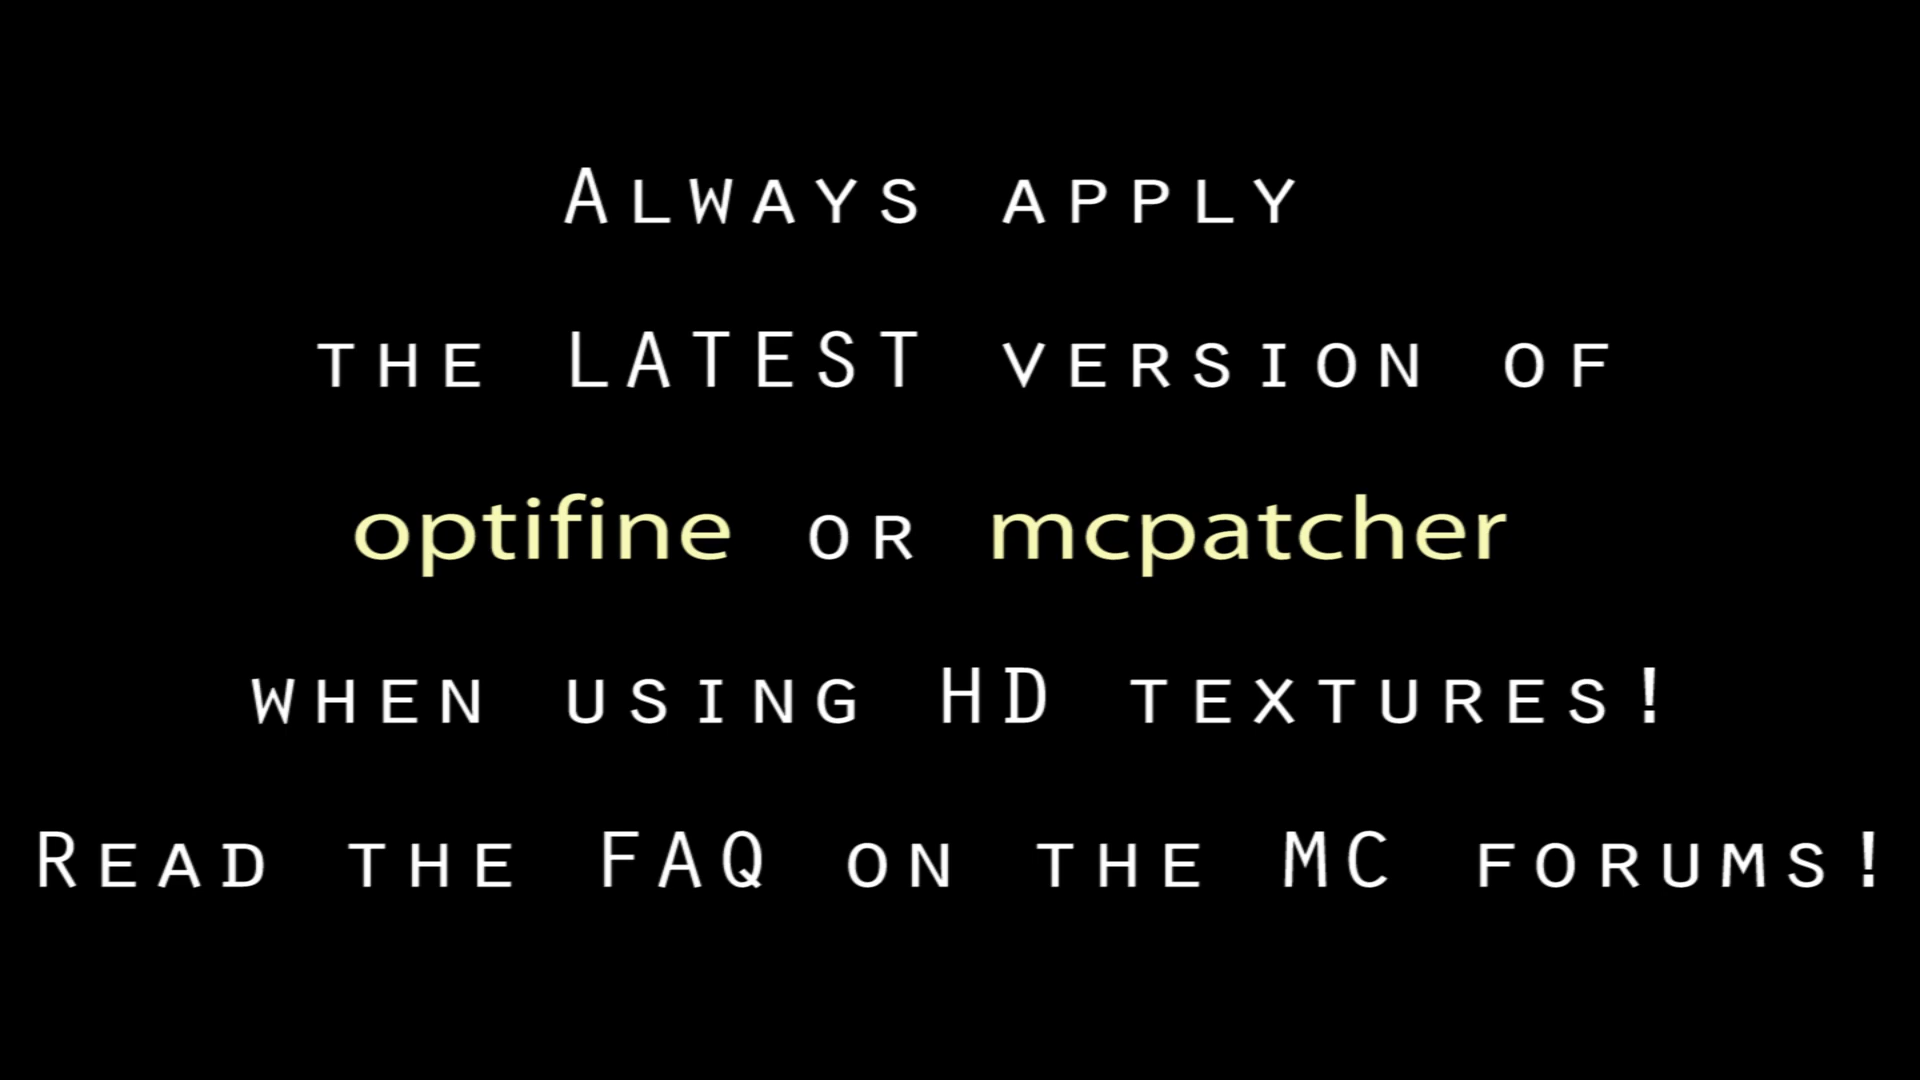 Always apply
the LATEST version of
optifine or mcpatcher
when using HD textures!
Read the FAQ on the MC forums!